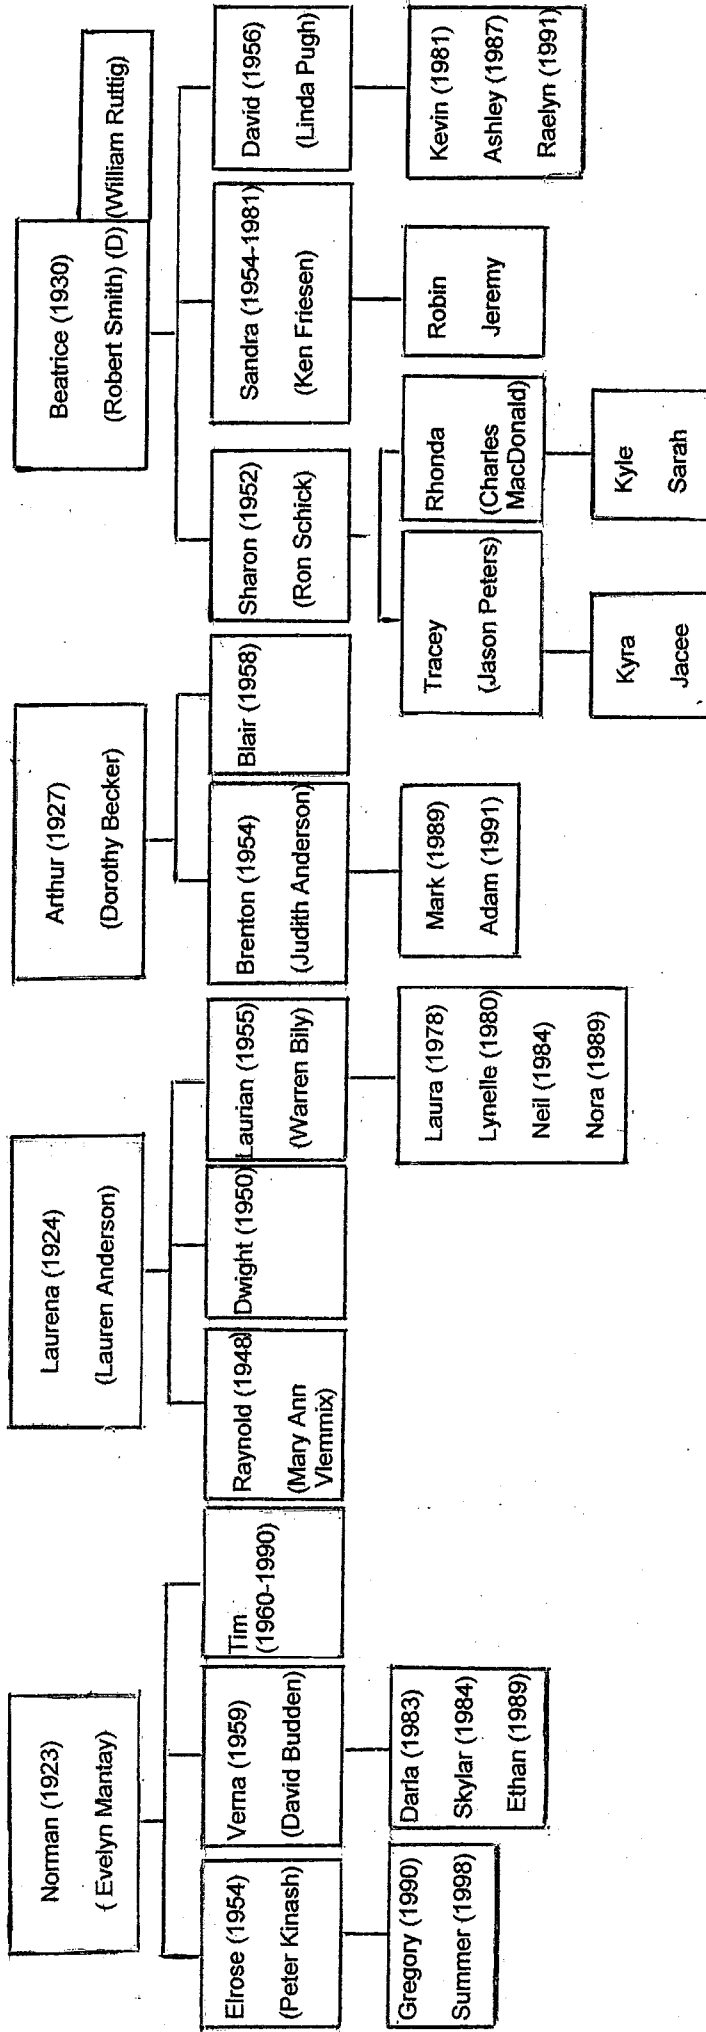 Norman (1923)
( Evelyn Mantay)
Laurena (1924)
(Lauren Anderson)
Arthur (1927)
(Dorothy Becker)
Beatrice (1930)
(Robert Smith) (D) (William Ruttig)
Elrose (1954)
(Peter Kinash)
Verna (1959)
(David Budden)
Tim
(1960-1990)
Raynold (1948)
(Mary Ann
Vlemmix)
Dwight (1950)
Laurian (1955)
(Warren Bily)
Brenton (1954)
(Judith Anderson)
Blair (1958)
Sharon (1952)
(Ron Schick)
Sandra (1954-1981)
(Ken Friesen)
David (1956)
(Linda Pugh)
Gregory (1990)
Summer (1998)
Darla (1983)
Skylar (1984)
Ethan (1989)
Laura (1978)
Lynelle (1980)
Neil (1984)
Nora (1989)
Mark (1989)
Adam (1991)
Tracey
(Jason Peters)
Rhonda
(Charles
MacDonald)
Robin
Jeremy
Kevin (1981)
Ashley (1987)
Raelyn (1991)
Kyra
Jacee
Kyle
Sarah